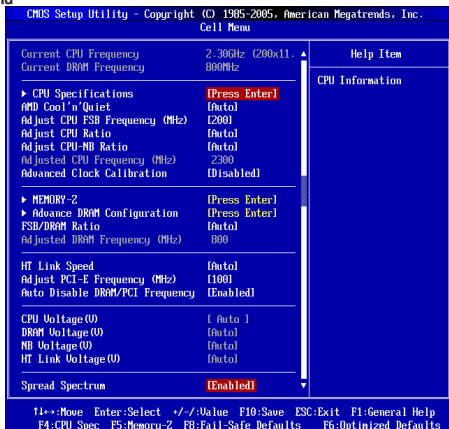 CMOS Setup Utility - Copyright (C) 1985-2005, American Megatrends, Inc.
Cell Menu
Current CPU Frequency 2.30GHz (200x11.
Current DRAM Frequency 800MHz
Help Item
CPU Information
▶ CPU Specifications [Press Enter]
AMD Cool'n'Quiet [Auto]
Adjust CPU FSB Frequency (MHz) [200]
Adjust CPU Ratio [Auto]
Adjust CPU-NB Ratio [Auto]
Adjusted CPU Frequency (MHz) 2300
Advanced Clock Calibration [Disabled]
▶ MEMORY-Z [Press Enter]
▶ Advance DRAM Configuration [Press Enter]
FSB/DRAM Ratio [Auto]
Adjusted DRAM Frequency (MHz) 800
HT Link Speed [Auto]
Adjust PCI-E Frequency (MHz) [100]
Auto Disable DRAM/PCI Frequency [Enabled]
CPU Voltage(V) [ Auto ]
DRAM Voltage(V) [Auto]
NB Voltage(V) [Auto]
HT Link Voltage(V) [Auto]
Spread Spectrum [Enabled]
↑↓↔:Move Enter:Select +/-/:Value F10:Save ESC:Exit F1:General Help
F4:CPU Spec F5:Memory-Z F8:Fail-Safe Defaults F6:Optimized Defaults